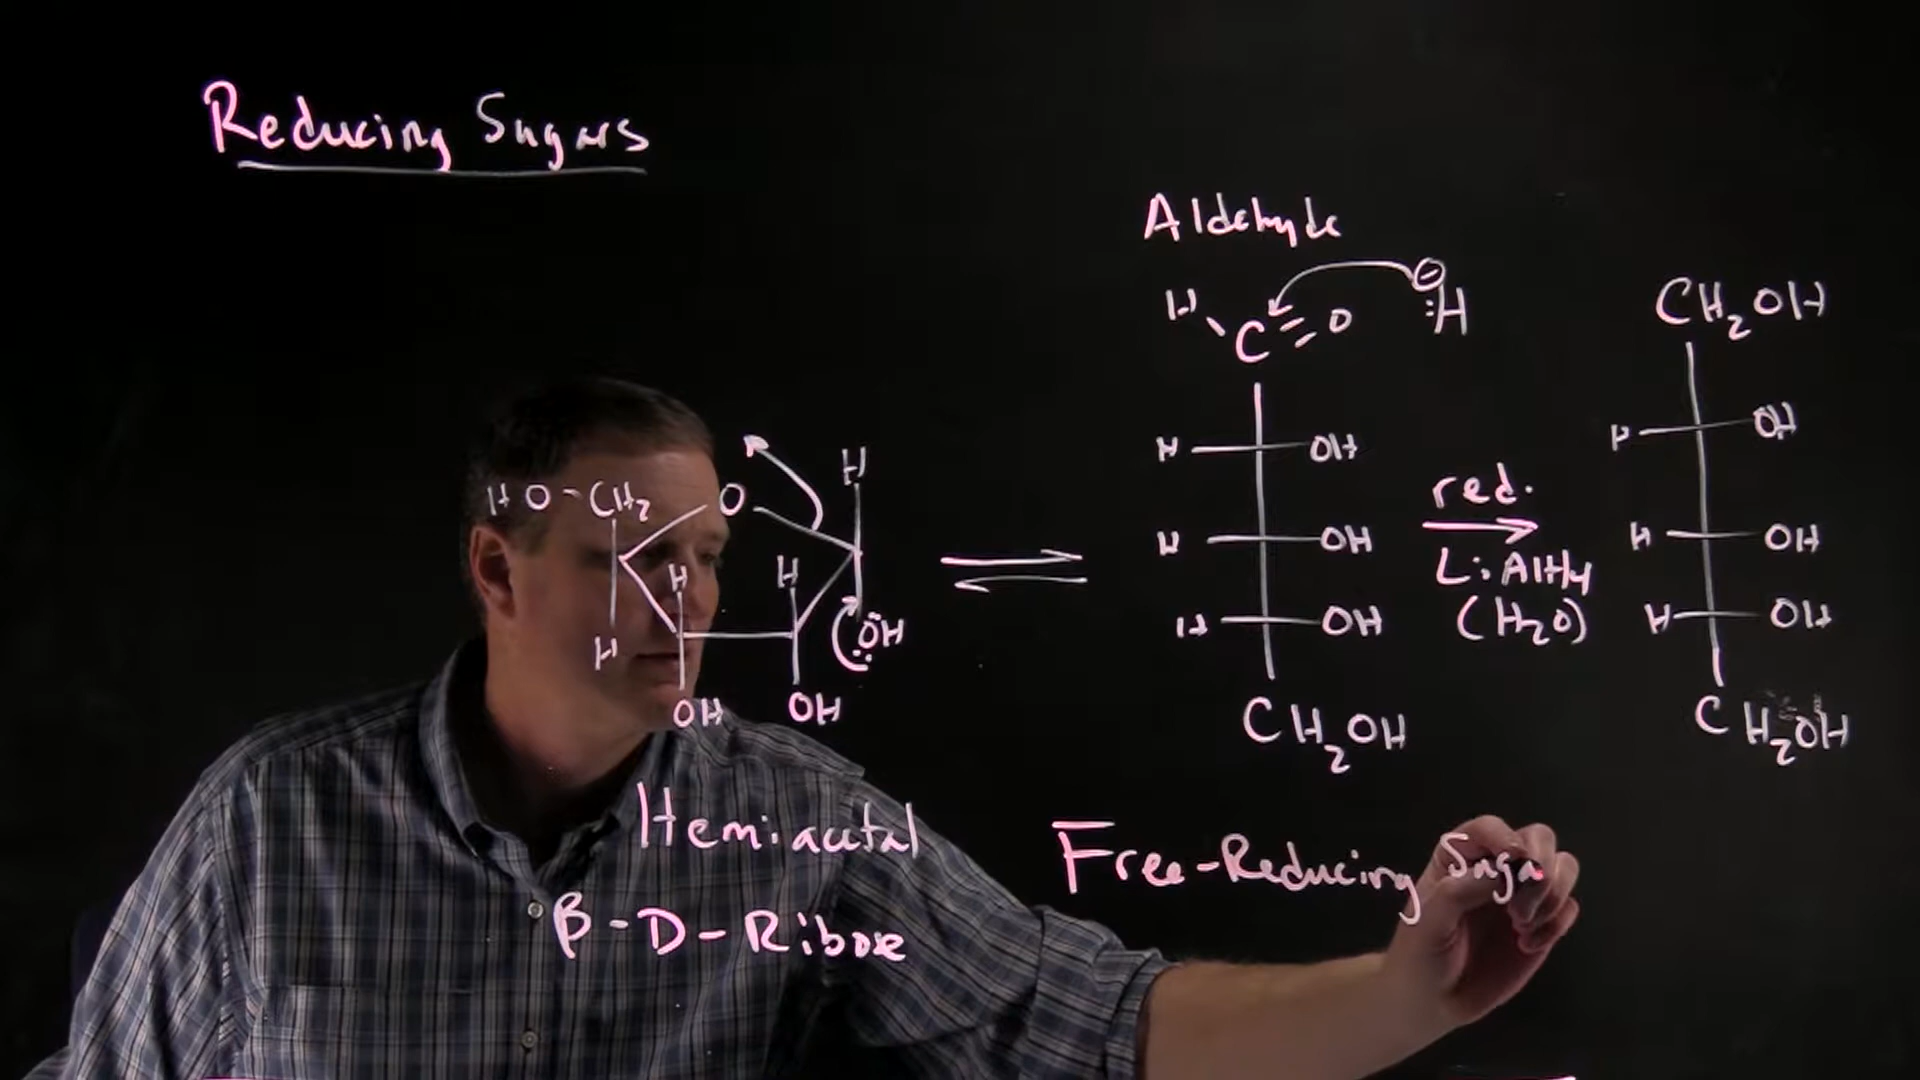 Reducing Sugars
Aldehyde
H C O
⊖
:H
H OH
H OH
H OH
CH2OH
red.
LiAlH4
(H2O)
CH2OH
H OH
H OH
H OH
CH2OH
HO-CH2 O H
H H H ÖH
OH OH
Hemiacetal
β-D-Ribose
Free-Reducing Suga